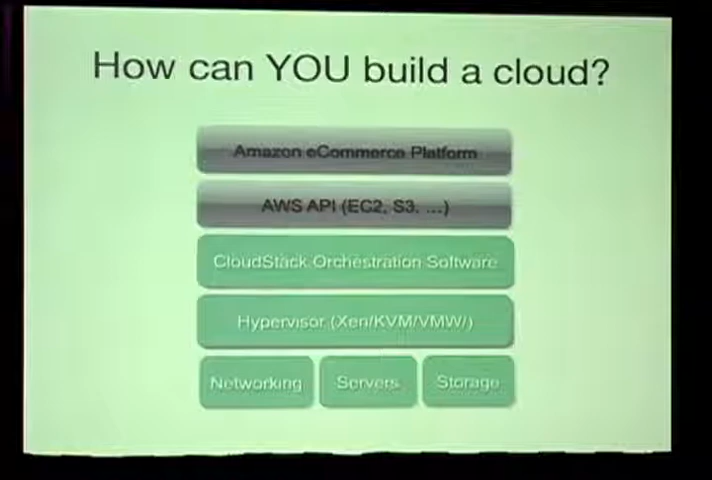 How can YOU build a cloud?
Amazon eCommerce Platform
AWS API (EC2, S3, ...)
CloudStack Orchestration Software
Hypervisor (Xen/KVM/VMW/)
Networking Servers Storage